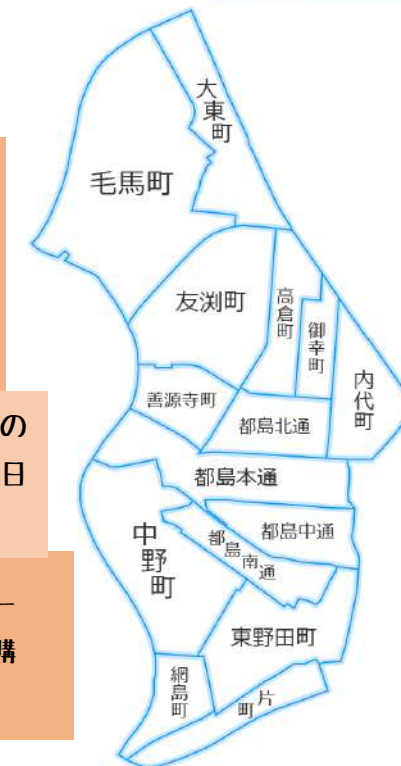 大東町
毛馬町
友渕町
高倉町
御幸町
内代町
善源寺町
都島北通
都島本通
都島中通
都島南通
中野町
東野田町
網島町
片町
の
日
ー
購